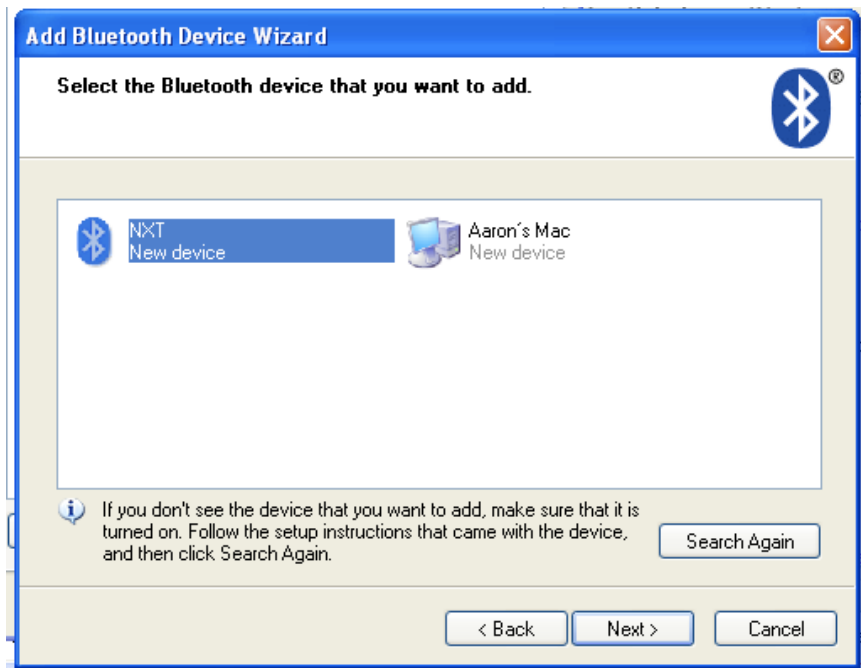 Add Bluetooth Device Wizard
Select the Bluetooth device that you want to add.
®
NXT
New device
Aaron´s Mac
New device
If you don't see the device that you want to add, make sure that it is
turned on. Follow the setup instructions that came with the device,
and then click Search Again.
Search Again
< Back
Next >
Cancel